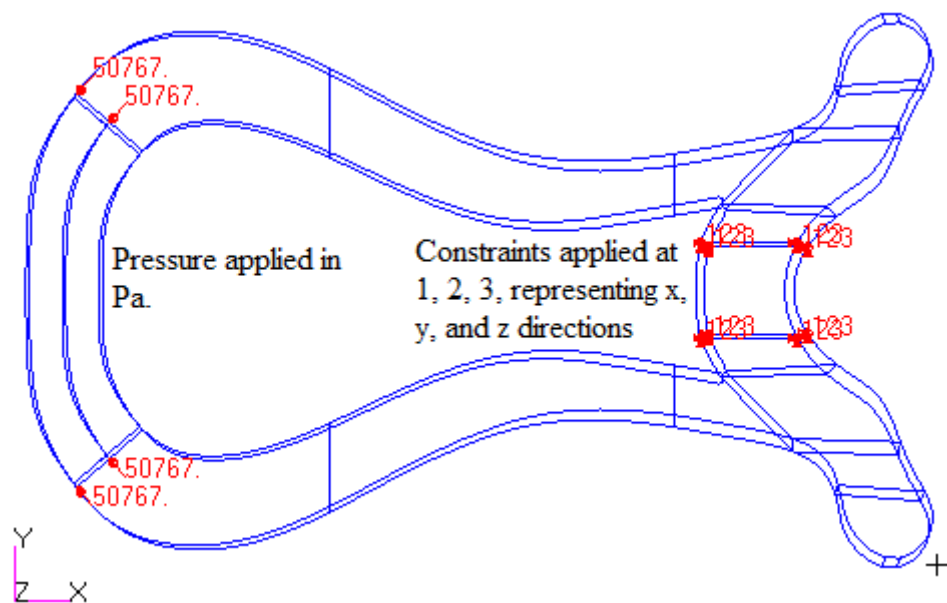 50767.
50767.
Pressure applied in
Pa.
Constraints applied at
1, 2, 3, representing x,
y, and z directions
123
123
123
123
50767.
50767.
Y
Z X